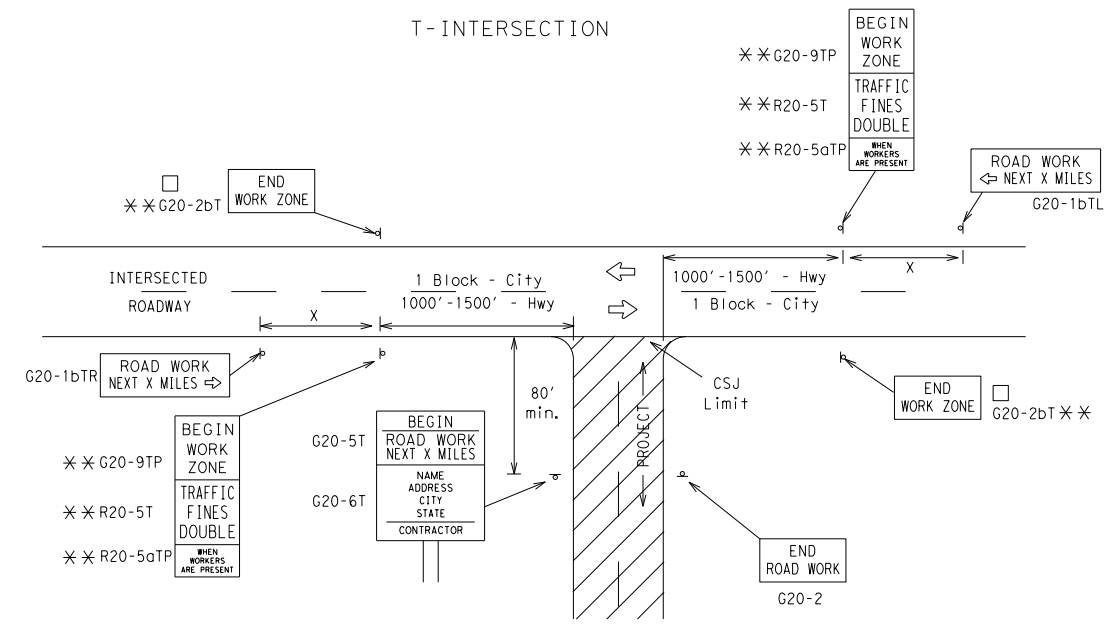 T-INTERSECTION
BEGIN
WORK
ZONE
TRAFFIC
FINES
DOUBLE
WHEN
WORKERS
ARE PRESENT
✱✱G20-9TP
✱✱R20-5T
✱✱R20-5aTP
ROAD WORK
⇦ NEXT X MILES
G20-1bTL
END
WORK ZONE
□
✱✱G20-2bT
INTERSECTED
ROADWAY
1 Block - City
1000'-1500' - Hwy
1000'-1500' - Hwy
1 Block - City
X
X
G20-1bTR
ROAD WORK
NEXT X MILES ⇨
80'
min.
PROJECT
CSJ
Limit
END
WORK ZONE
□
G20-2bT ✱✱
BEGIN
WORK
ZONE
TRAFFIC
FINES
DOUBLE
WHEN
WORKERS
ARE PRESENT
✱✱G20-9TP
✱✱R20-5T
✱✱R20-5aTP
G20-5T
BEGIN
ROAD WORK
NEXT X MILES
G20-6T
NAME
ADDRESS
CITY
STATE
CONTRACTOR
END
ROAD WORK
G20-2